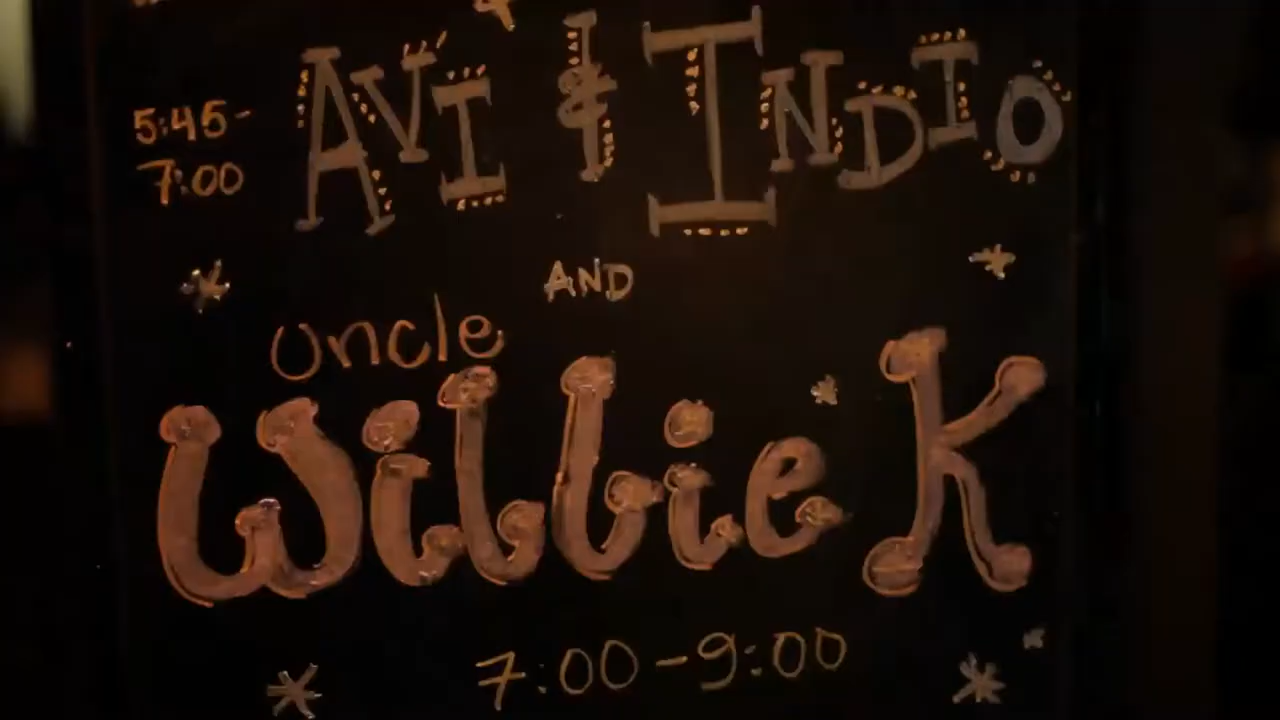 AVI & INDIO
5:45-
7:00
AND
Uncle
Willie K
7:00-9:00